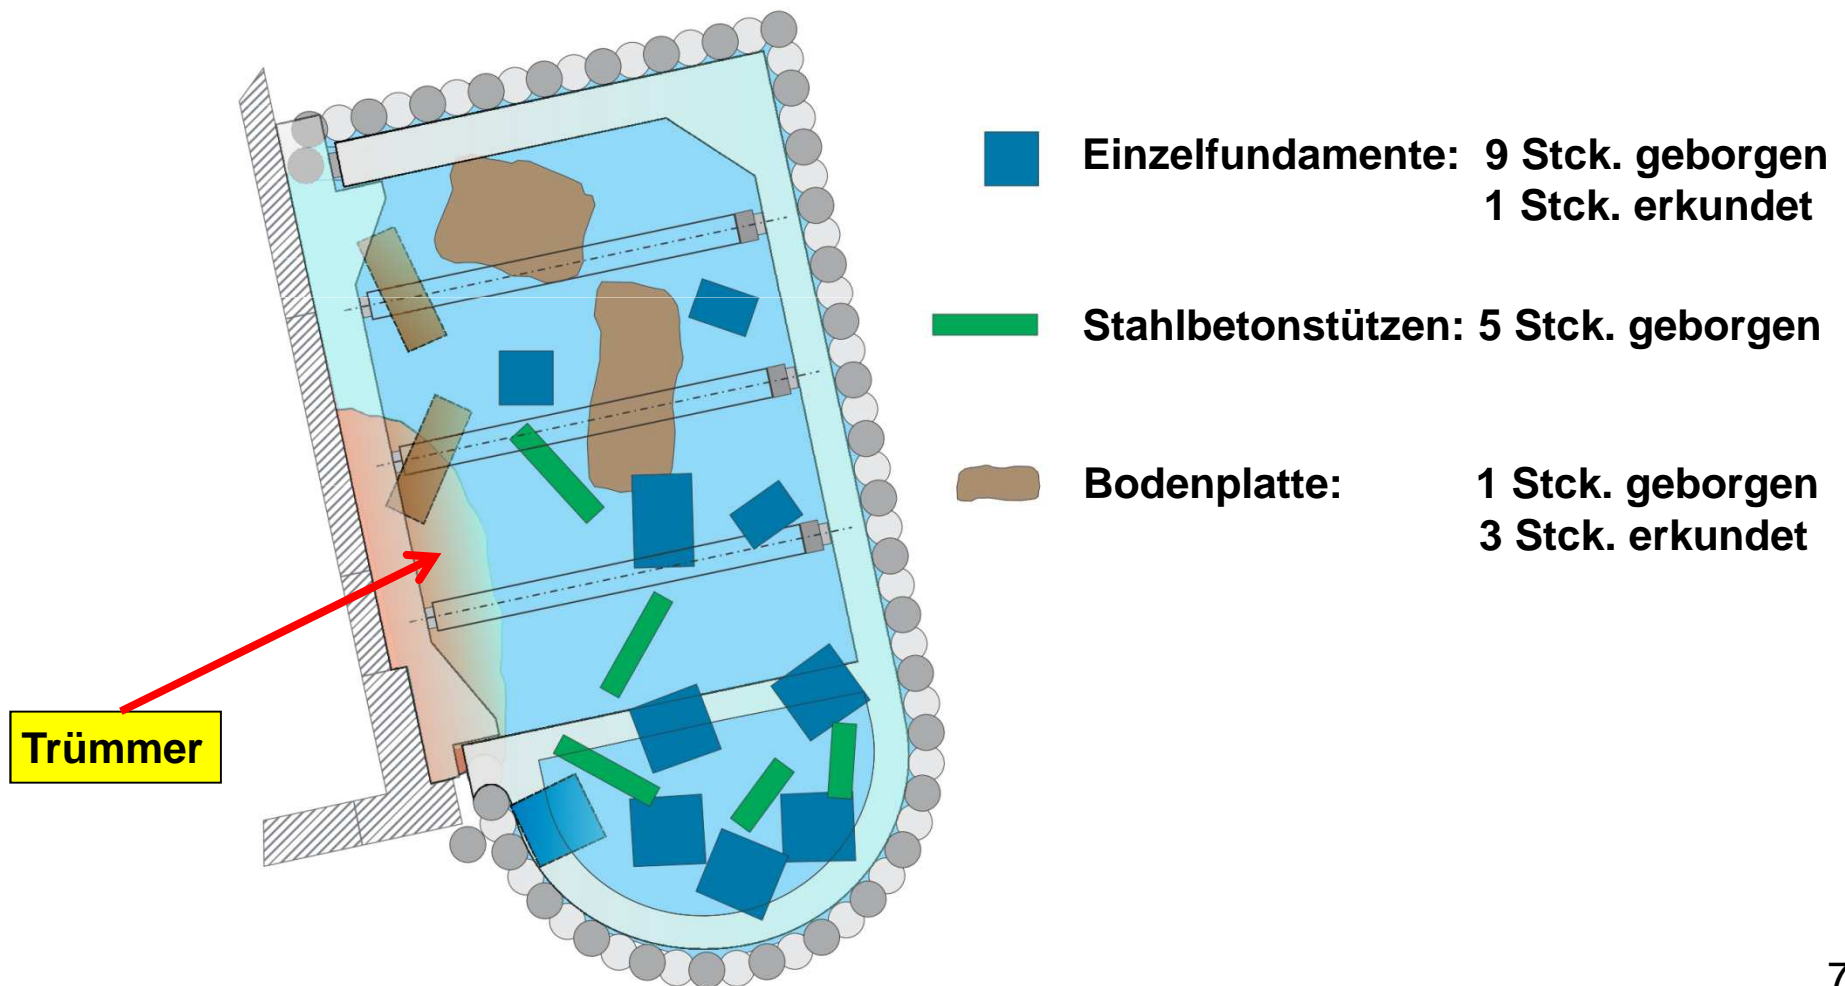 Einzelfundamente: 9 Stck. geborgen
1 Stck. erkundet
Stahlbetonstützen: 5 Stck. geborgen
Bodenplatte: 1 Stck. geborgen
3 Stck. erkundet
Trümmer
7